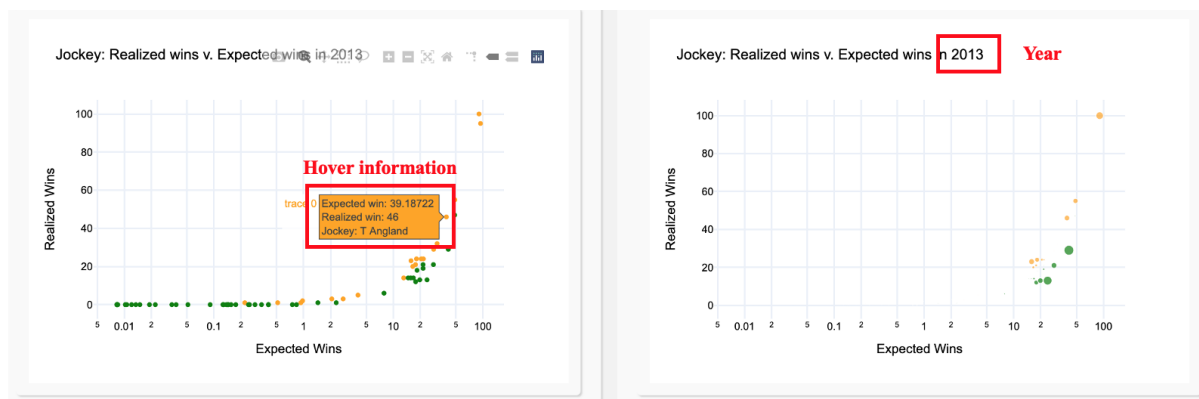 Jockey: Realized wins v. Expected wins in 2013
100
80
Hover information
60
trace 0
Expected win: 39.18722
Realized win: 46
Jockey: T Angland
40
20
0
Realized Wins
5 0.01 2 5 0.1 2 5 1 2 5 10 2 5 100
Expected Wins
Jockey: Realized wins v. Expected wins in 2013
Year
100
80
60
40
20
0
Realized Wins
5 0.01 2 5 0.1 2 5 1 2 5 10 2 5 100
Expected Wins